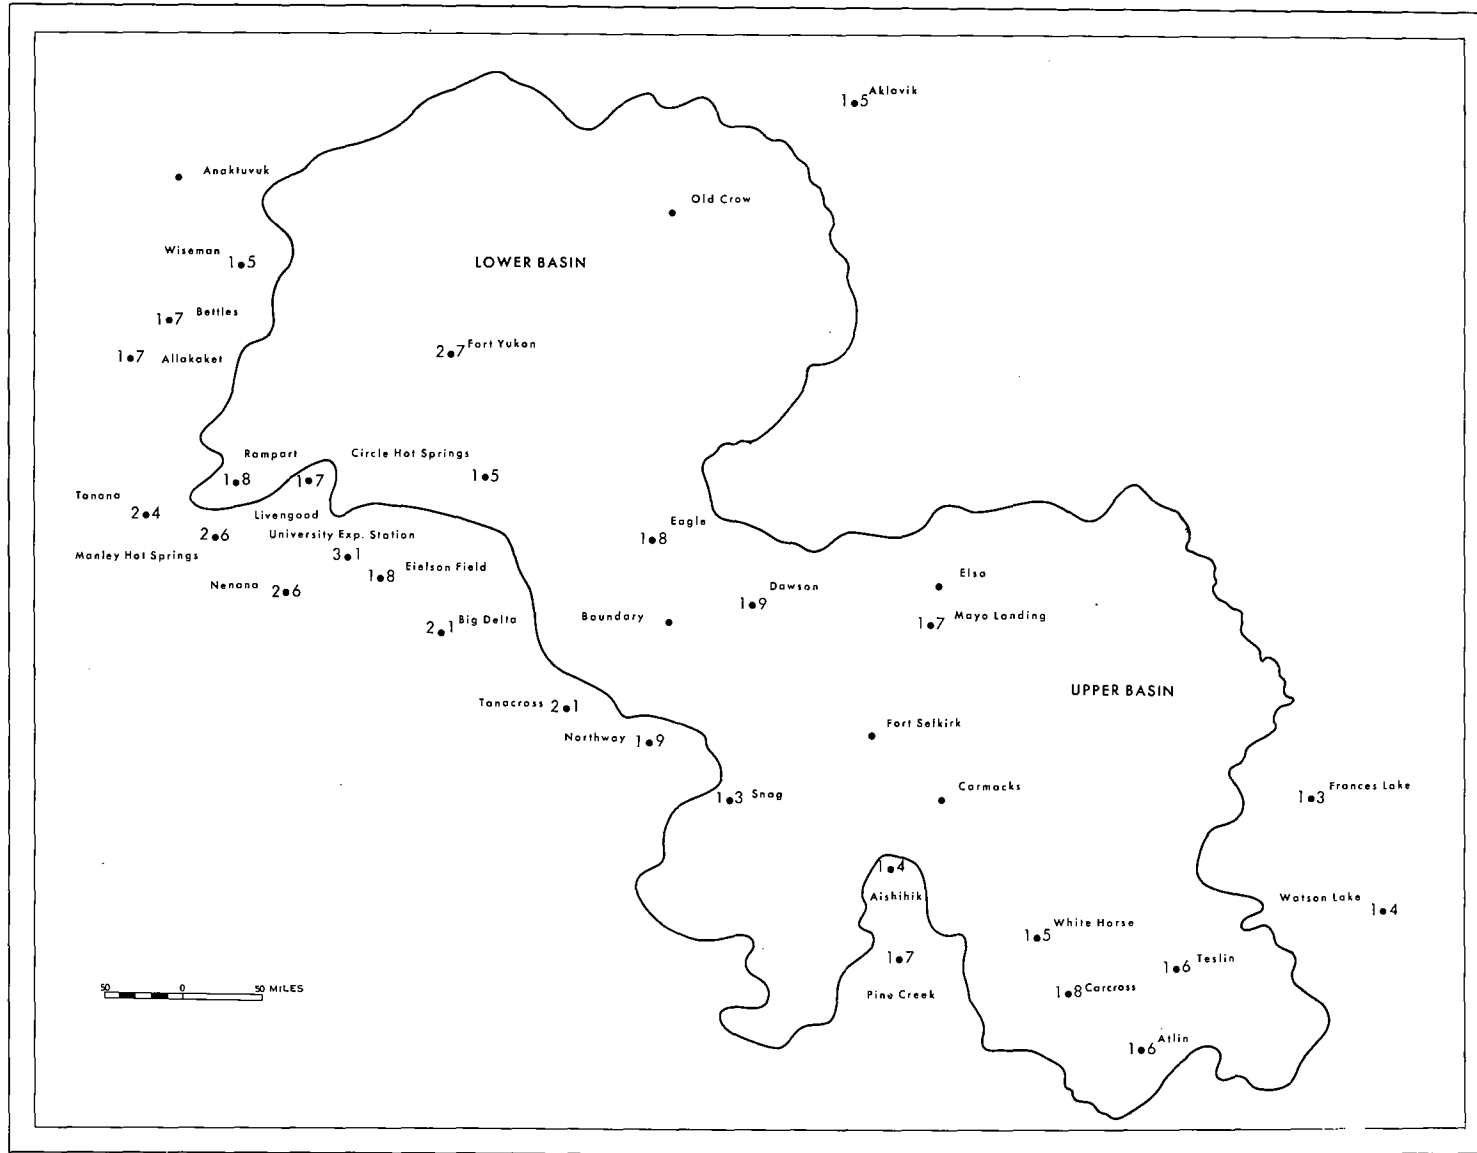 1●5 Aklavik
Anaktuvuk
Old Crow
Wiseman 1●5
LOWER BASIN
1●7 Bettles
2●7 Fort Yukon
1●7 Allakaket
Rampart
1●8
1●7
Circle Hot Springs
1●5
Tanana
2●4
Livengood
Eagle
1●8
2●6
Manley Hot Springs
University Exp. Station
3●1
1●8 Eielson Field
Nenana 2●6
Elsa
Dawson
1●9
Boundary
1●7 Mayo Landing
2●1 Big Delta
UPPER BASIN
Tanacross 2●1
Fort Selkirk
Northway 1●9
1●3 Snag
Carmacks
1●3 Frances Lake
1●4
Aishihik
Watson Lake 1●4
1●5 White Horse
1●7
Pine Creek
1●6 Teslin
1●8 Carcross
50 0 50 MILES
1●6 Atlin